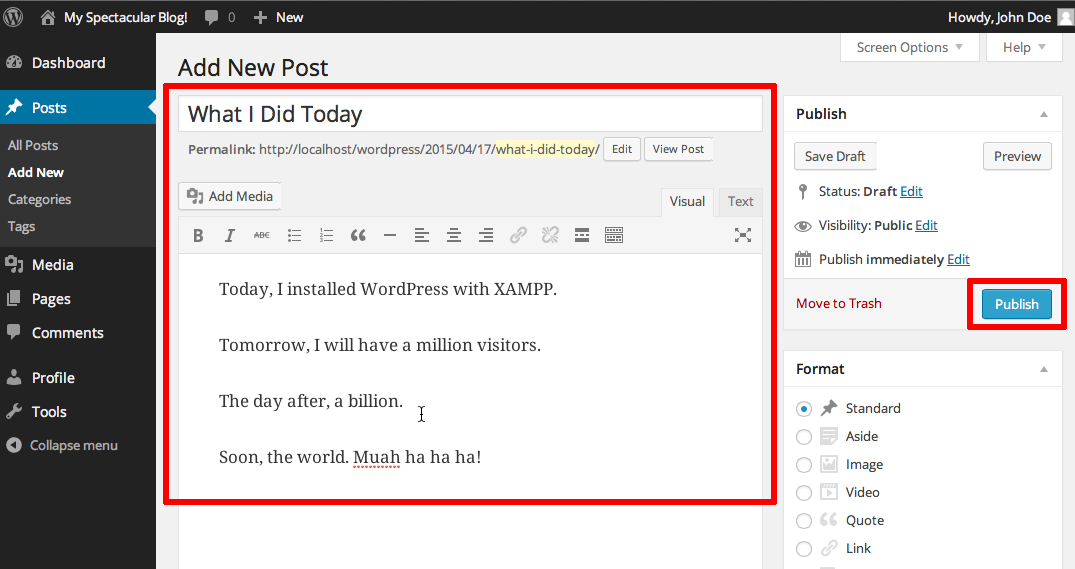 My Spectacular Blog! 0 New Howdy, John Doe
Screen Options Help
Dashboard
Posts
All Posts
Add New
Categories
Tags
Media
Pages
Comments
Profile
Tools
Collapse menu
Add New Post
What I Did Today
Permalink: http://localhost/wordpress/2015/04/17/what-i-did-today/ Edit View Post
Add Media Visual Text
B I ABC
Today, I installed WordPress with XAMPP.
Tomorrow, I will have a million visitors.
The day after, a billion.
Soon, the world. Muah ha ha ha!
Publish
Save Draft Preview
Status: Draft Edit
Visibility: Public Edit
Publish immediately Edit
Move to Trash Publish
Format
Standard
Aside
Image
Video
Quote
Link